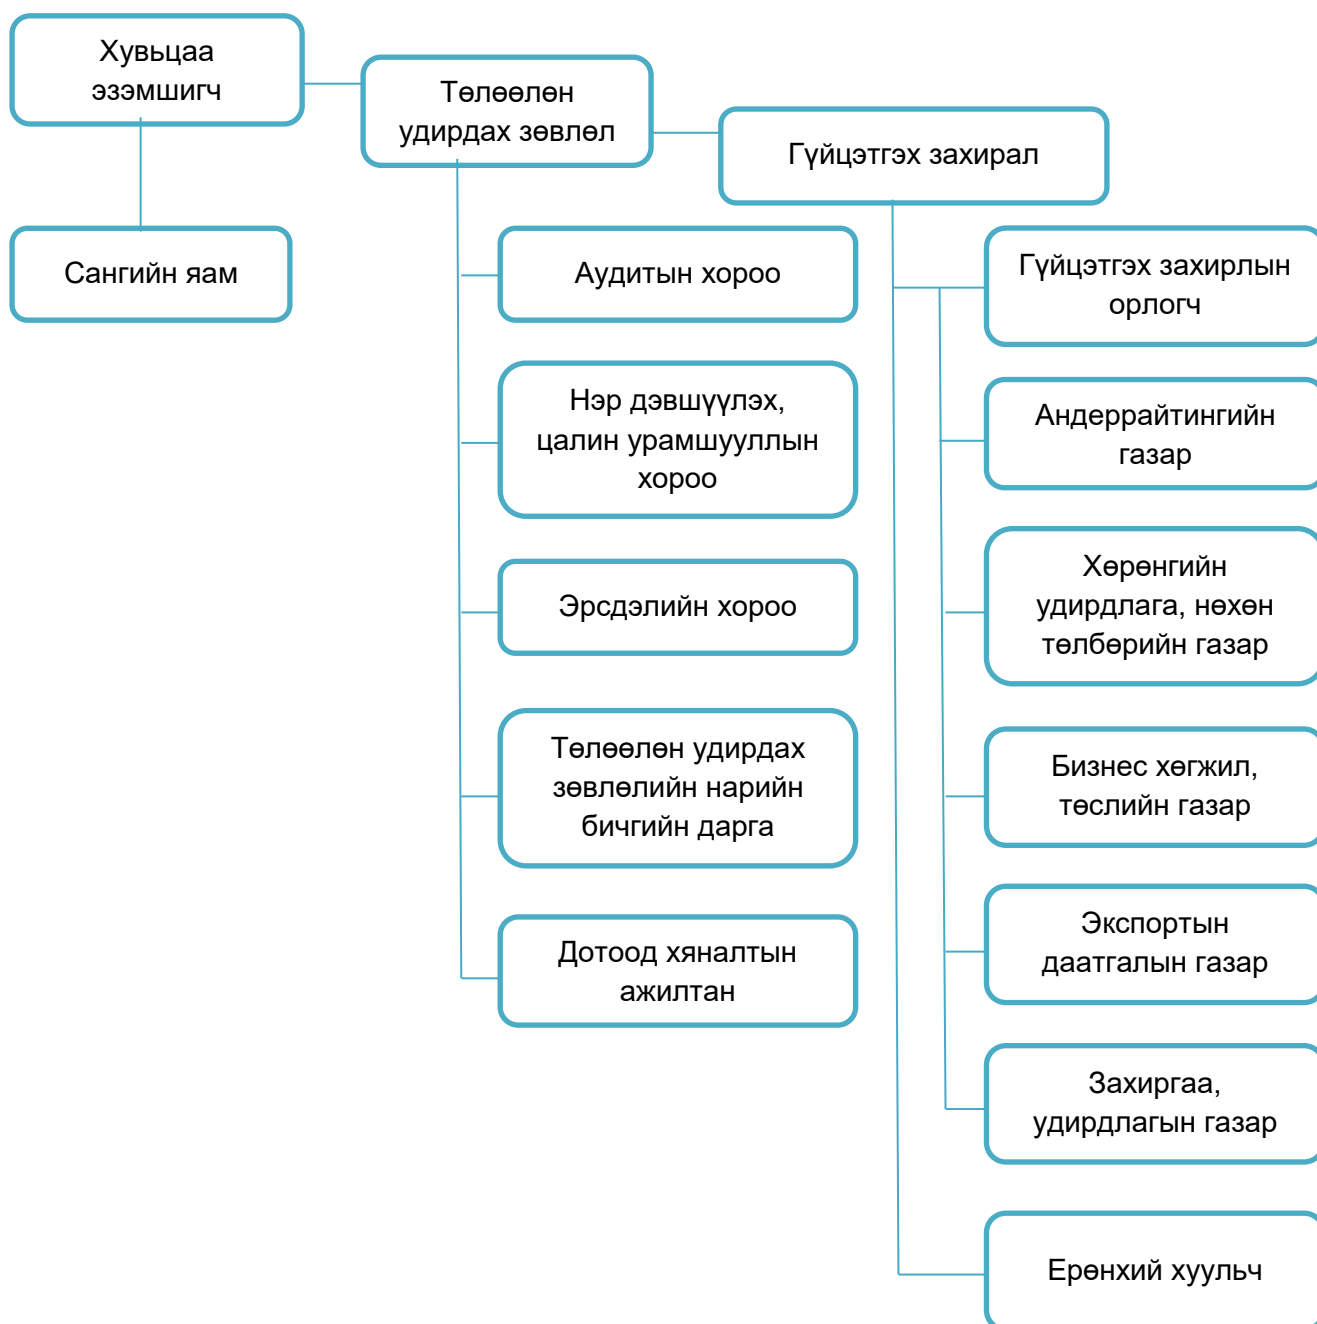 Хувьцаа
эзэмшигч
Төлөөлөн
удирдах зөвлөл
Гүйцэтгэх захирал
Сангийн яам
Аудитын хороо
Нэр дэвшүүлэх,
цалин урамшууллын
хороо
Эрсдэлийн хороо
Төлөөлөн удирдах
зөвлөлийн нарийн
бичгийн дарга
Дотоод хяналтын
ажилтан
Гүйцэтгэх захирлын
орлогч
Андеррайтингийн
газар
Хөрөнгийн
удирдлага, нөхөн
төлбөрийн газар
Бизнес хөгжил,
төслийн газар
Экспортын
даатгалын газар
Захиргаа,
удирдлагын газар
Ерөнхий хуульч